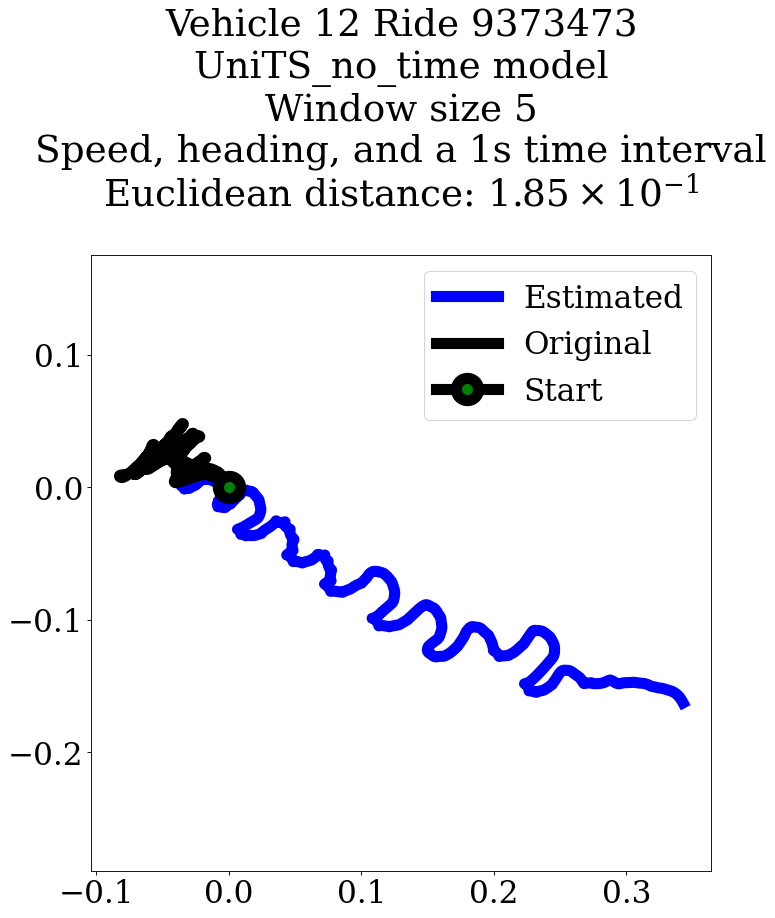 Vehicle 12 Ride 9373473
UniTS_no_time model
Window size 5
Speed, heading, and a 1s time interval
Euclidean distance: 1.85 × 10⁻¹
Estimated
Original
Start
0.1
0.0
−0.1
−0.2
−0.1 0.0 0.1 0.2 0.3